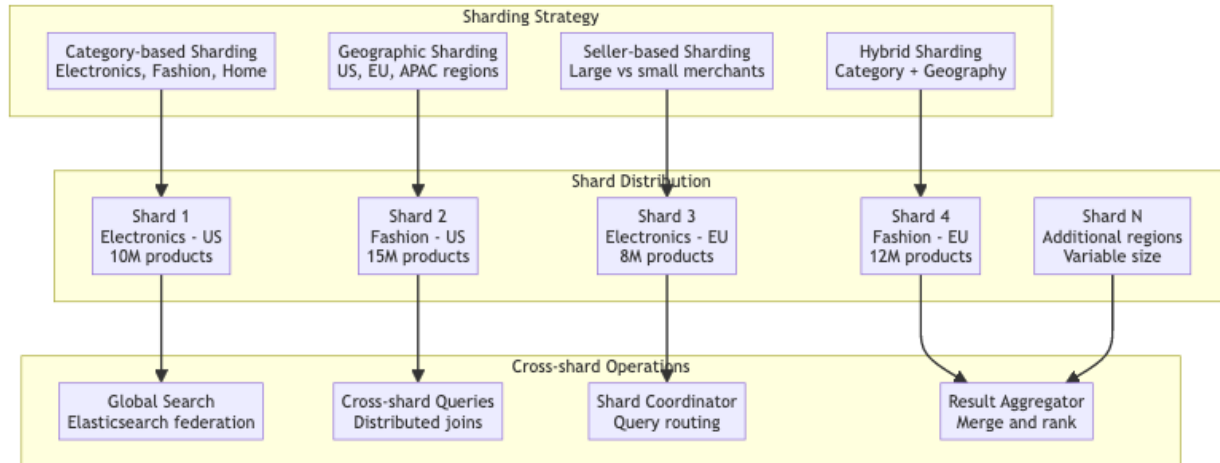 Sharding Strategy
Category-based Sharding
Electronics, Fashion, Home
Geographic Sharding
US, EU, APAC regions
Seller-based Sharding
Large vs small merchants
Hybrid Sharding
Category + Geography
Shard Distribution
Shard 1
Electronics - US
10M products
Shard 2
Fashion - US
15M products
Shard 3
Electronics - EU
8M products
Shard 4
Fashion - EU
12M products
Shard N
Additional regions
Variable size
Cross-shard Operations
Global Search
Elasticsearch federation
Cross-shard Queries
Distributed joins
Shard Coordinator
Query routing
Result Aggregator
Merge and rank